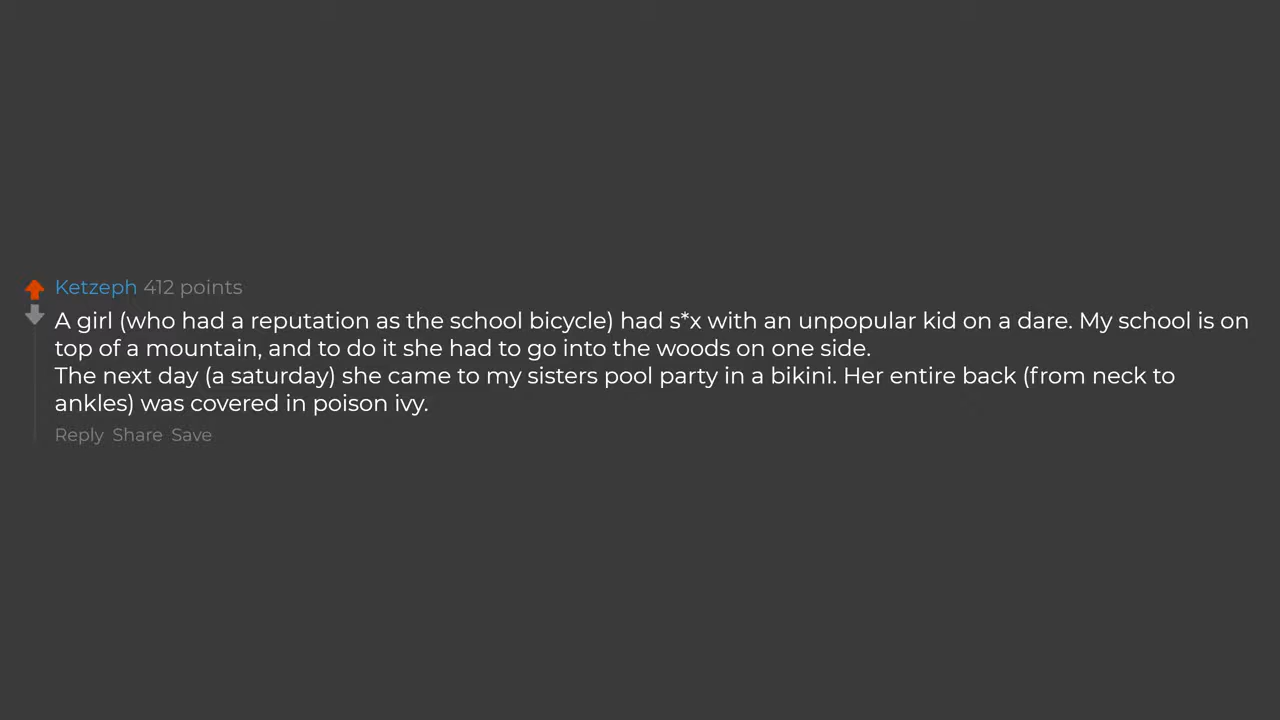 Ketzeph 412 points
A girl (who had a reputation as the school bicycle) had s*x with an unpopular kid on a dare. My school is on
top of a mountain, and to do it she had to go into the woods on one side.
The next day (a saturday) she came to my sisters pool party in a bikini. Her entire back (from neck to
ankles) was covered in poison ivy.
Reply Share Save